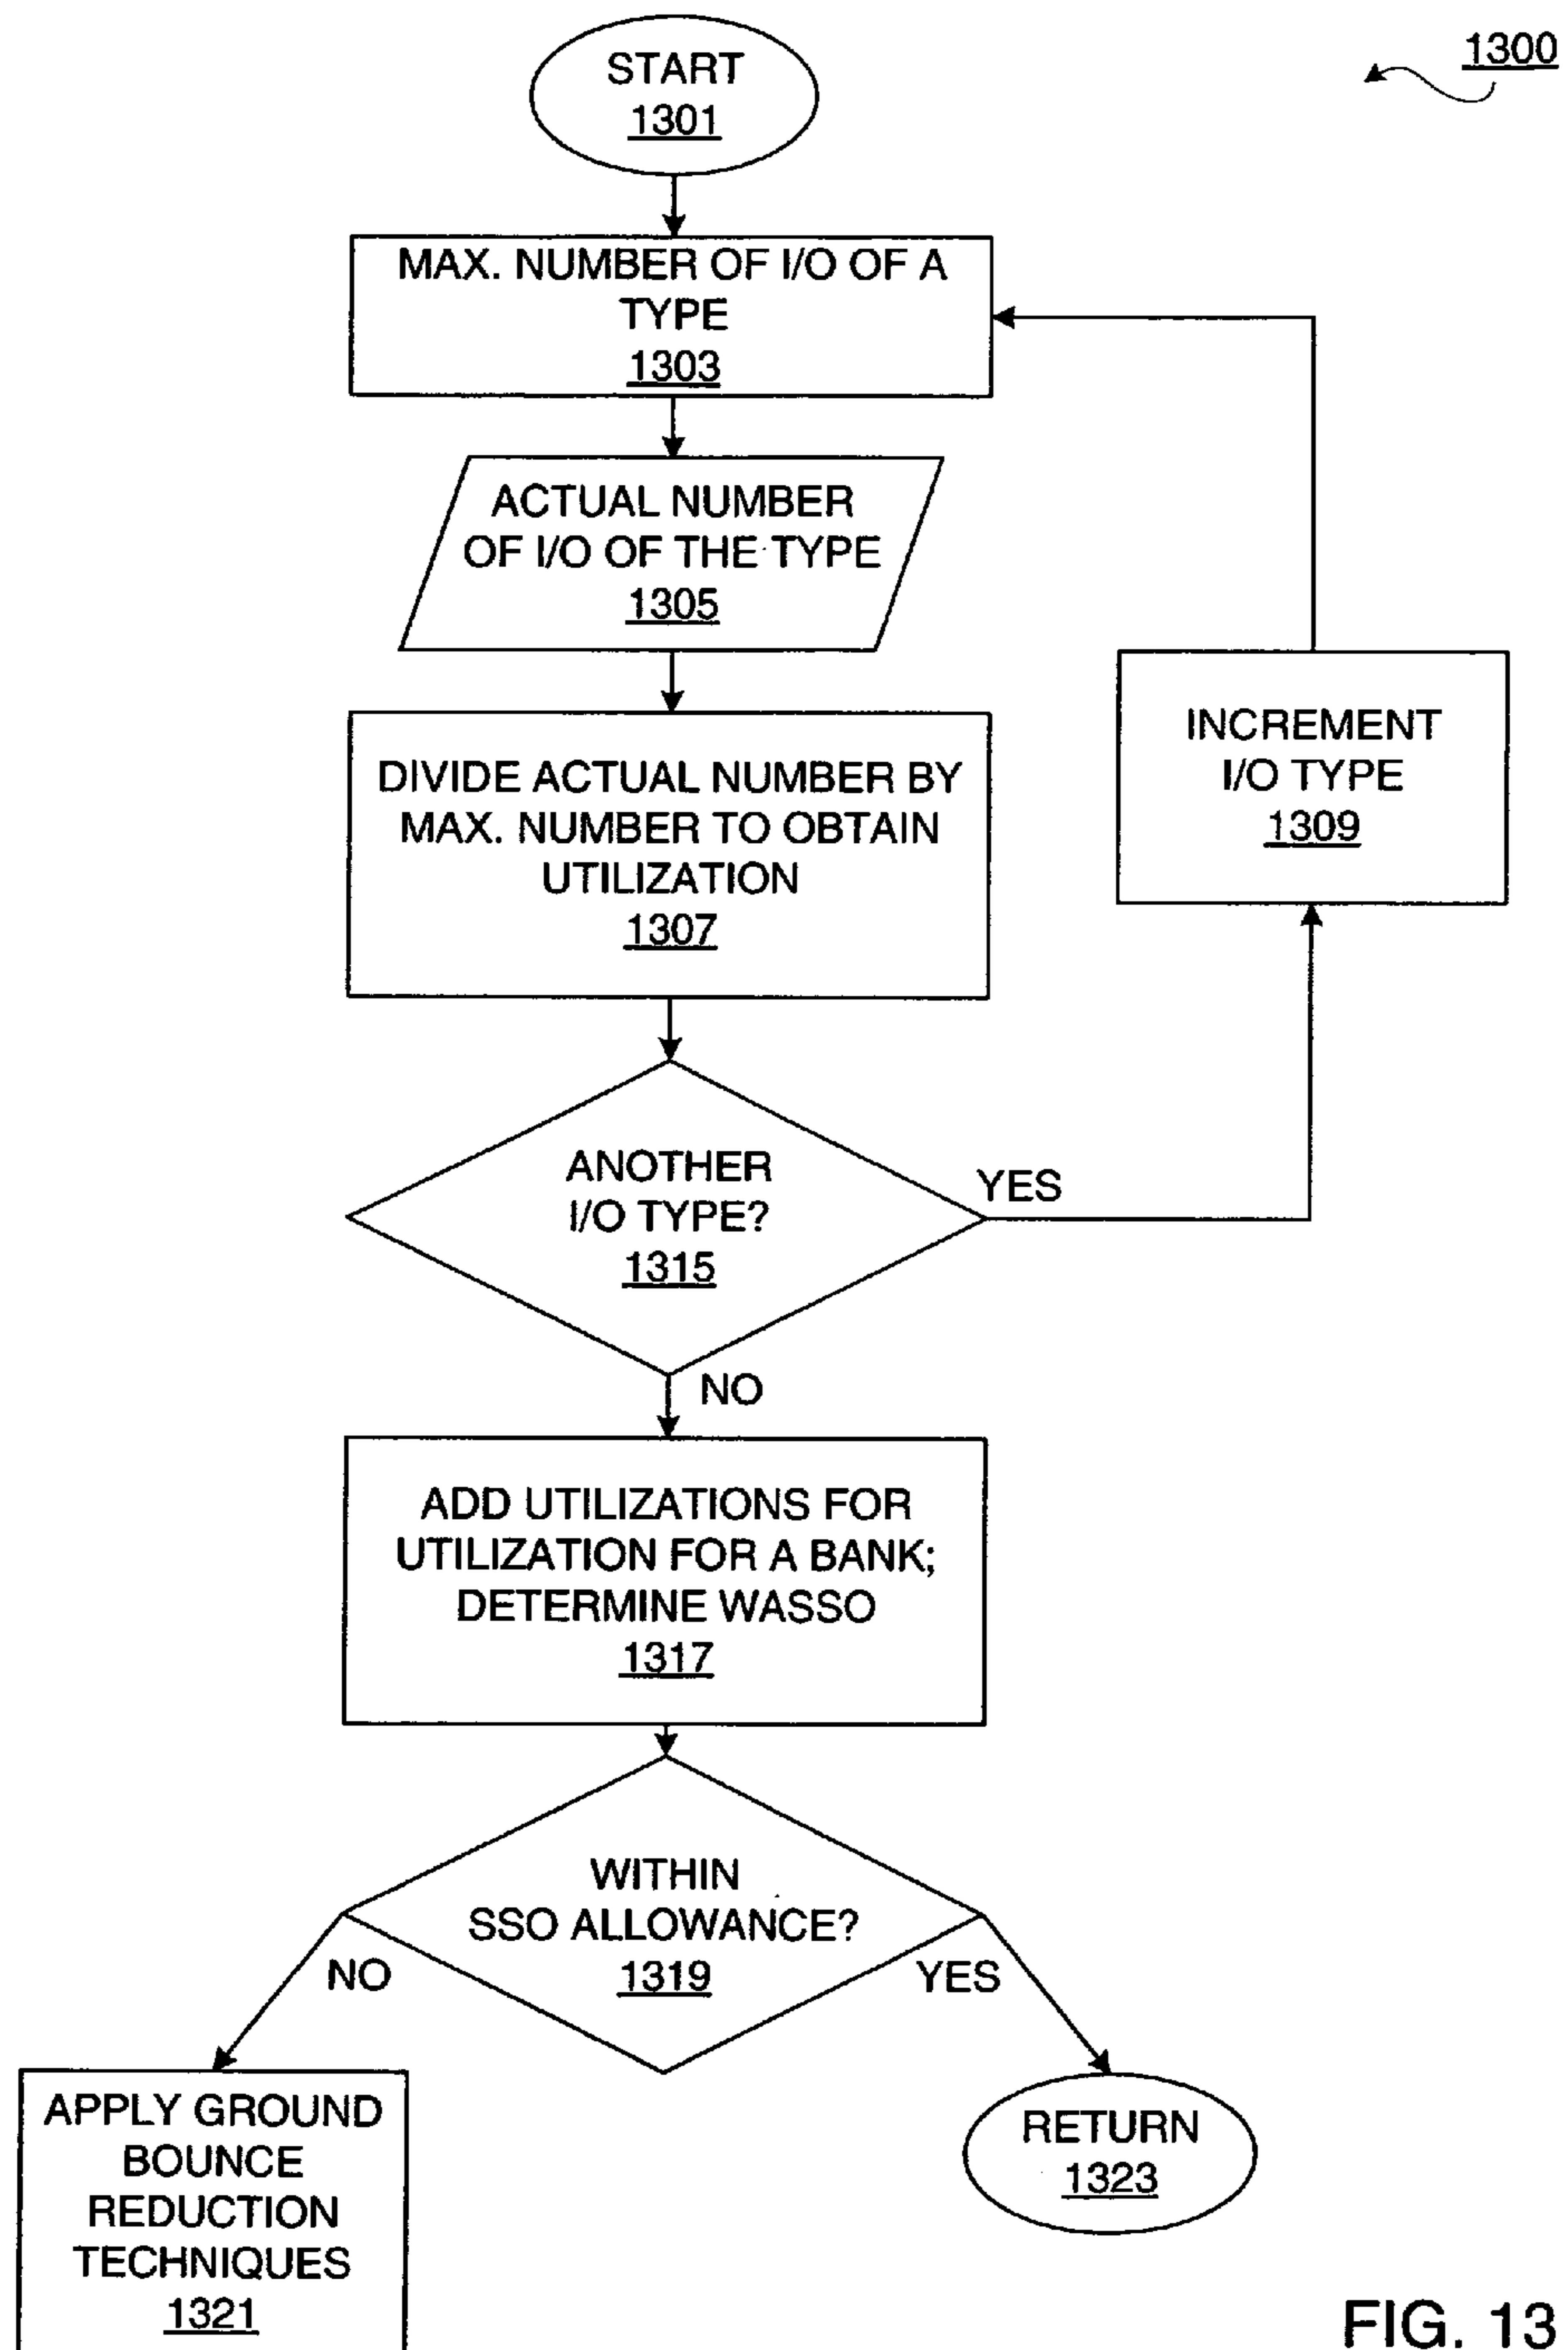 1300
START
1301
MAX. NUMBER OF I/O OF A
TYPE
1303
ACTUAL NUMBER
OF I/O OF THE TYPE
1305
DIVIDE ACTUAL NUMBER BY
MAX. NUMBER TO OBTAIN
UTILIZATION
1307
INCREMENT
I/O TYPE
1309
ANOTHER
I/O TYPE?
1315
YES
NO
ADD UTILIZATIONS FOR
UTILIZATION FOR A BANK;
DETERMINE WASSO
1317
WITHIN
SSO ALLOWANCE?
1319
NO
YES
APPLY GROUND
BOUNCE
REDUCTION
TECHNIQUES
1321
RETURN
1323
FIG. 13